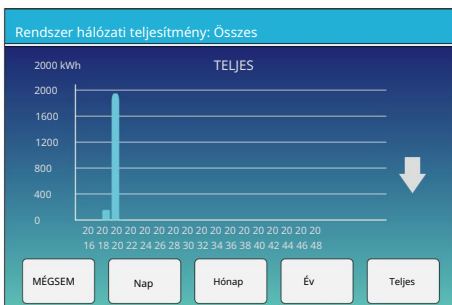 Rendszer hálózati teljesítmény: Összes
2000 kWh
TELJES
2000
1600
1200
800
400
0
20 20 20 20 20 20 20 20 20 20 20 20 20 20 20 20 20
16 18 20 22 24 26 28 30 32 34 36 38 40 42 44 46 48
MÉGSEM
Nap
Hónap
Év
Teljes